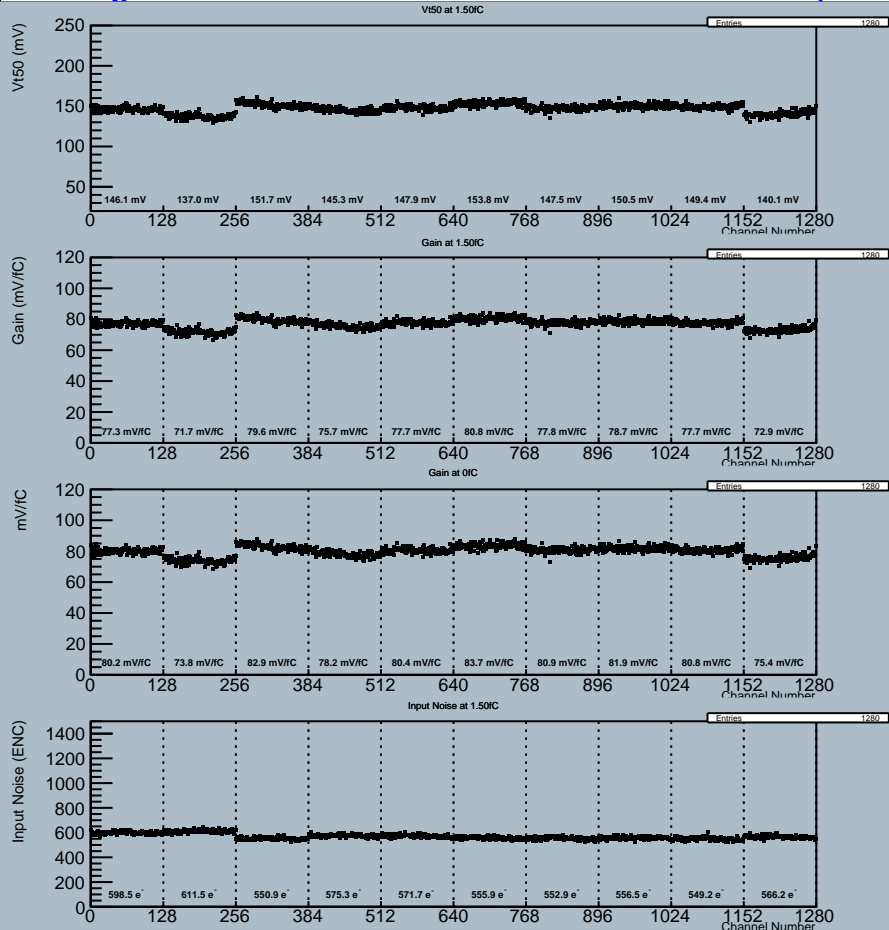 Vt50 at 1.50fC
Entries 1280
Vt50 (mV)
250
200
150
100
50
146.1 mV 137.0 mV 151.7 mV 145.3 mV 147.9 mV 153.8 mV 147.5 mV 150.5 mV 149.4 mV 140.1 mV
0 128 256 384 512 640 768 896 1024 1152 1280
Channel Number
Gain at 1.50fC
Entries 1280
Gain (mV/fC)
120
100
80
60
40
20
0
77.3 mV/fC 71.7 mV/fC 79.6 mV/fC 75.7 mV/fC 77.7 mV/fC 80.8 mV/fC 77.8 mV/fC 78.7 mV/fC 77.7 mV/fC 72.9 mV/fC
0 128 256 384 512 640 768 896 1024 1152 1280
Channel Number
Gain at 0fC
Entries 1280
mV/fC
120
100
80
60
40
20
0
80.2 mV/fC 73.8 mV/fC 82.9 mV/fC 78.2 mV/fC 80.4 mV/fC 83.7 mV/fC 80.9 mV/fC 81.9 mV/fC 80.8 mV/fC 75.4 mV/fC
0 128 256 384 512 640 768 896 1024 1152 1280
Channel Number
Input Noise at 1.50fC
Entries 1280
Input Noise (ENC)
1400
1200
1000
800
600
400
200
0
598.5 e⁻ 611.5 e⁻ 550.9 e⁻ 575.3 e⁻ 571.7 e⁻ 555.9 e⁻ 552.9 e⁻ 556.5 e⁻ 549.2 e⁻ 566.2 e⁻
0 128 256 384 512 640 768 896 1024 1152 1280
Channel Number